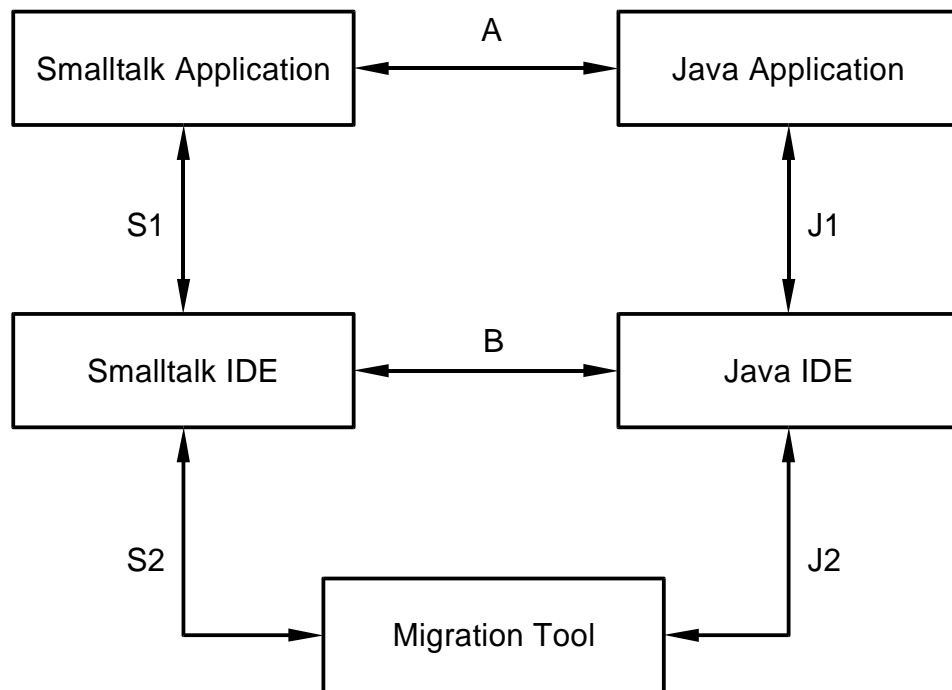 A
Smalltalk Application
Java Application
S1
J1
B
Smalltalk IDE
Java IDE
S2
J2
Migration Tool